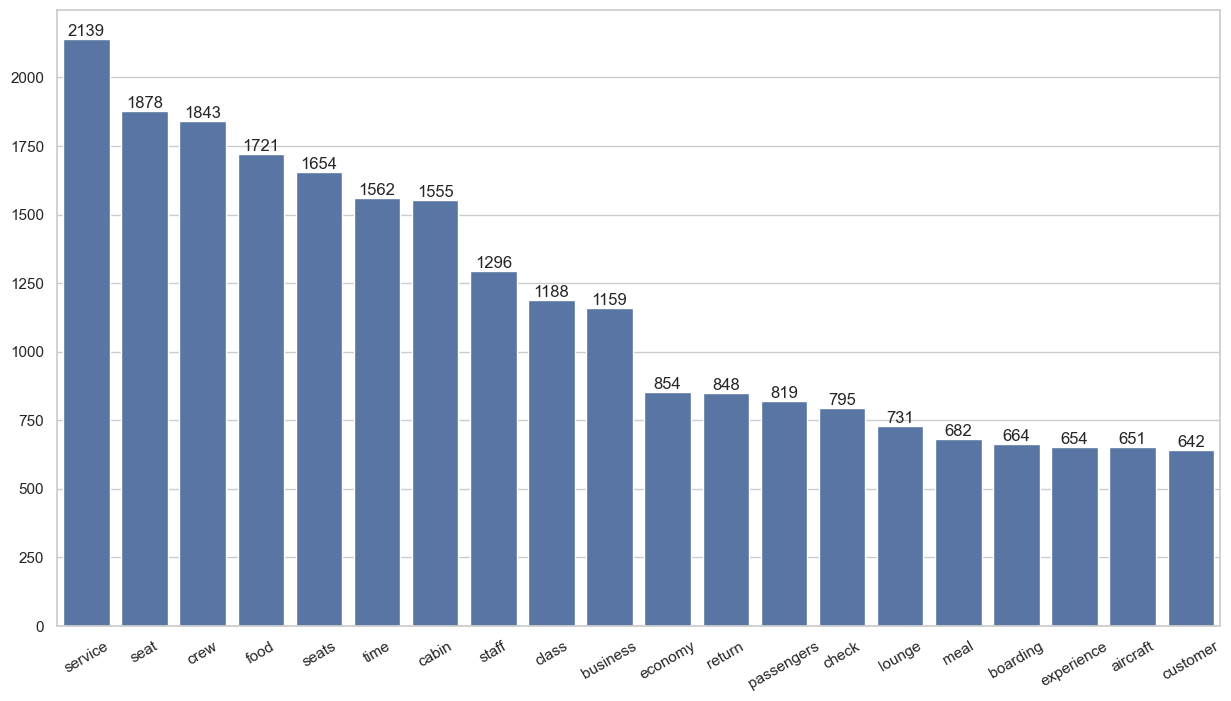 2139
1878
1843
1721
1654
1562
1555
1296
1188
1159
854
848
819
795
731
682
664
654
651
642
2000
1750
1500
1250
1000
750
500
250
0
service
seat
crew
food
seats
time
cabin
staff
class
business
economy
return
passengers
check
lounge
meal
boarding
experience
aircraft
customer